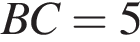 BC = 5